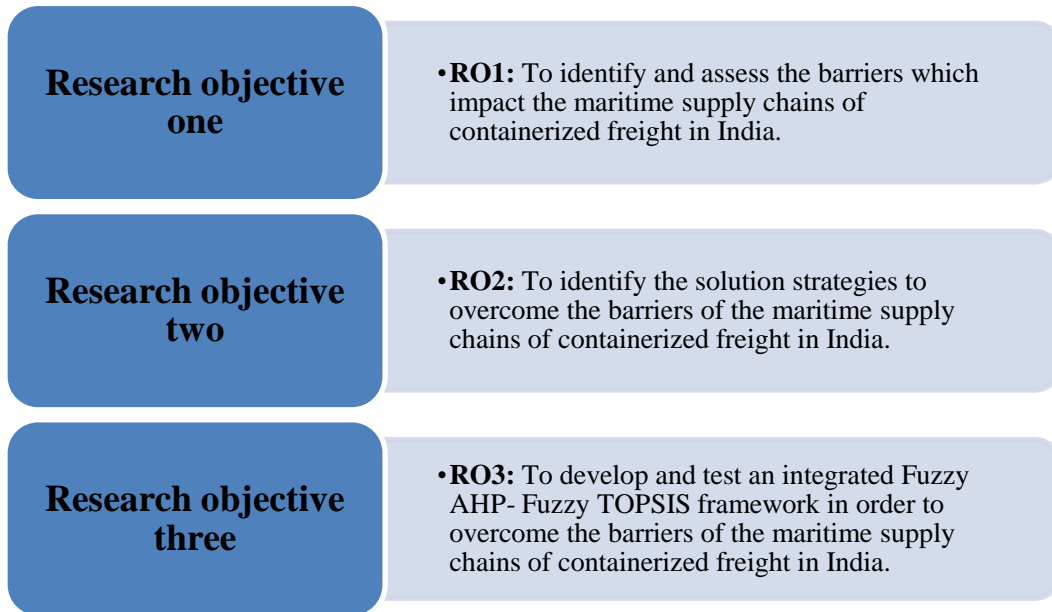 Research objective
one
•RO1: To identify and assess the barriers which
impact the maritime supply chains of
containerized freight in India.
Research objective
two
•RO2: To identify the solution strategies to
overcome the barriers of the maritime supply
chains of containerized freight in India.
Research objective
three
•RO3: To develop and test an integrated Fuzzy
AHP- Fuzzy TOPSIS framework in order to
overcome the barriers of the maritime supply
chains of containerized freight in India.